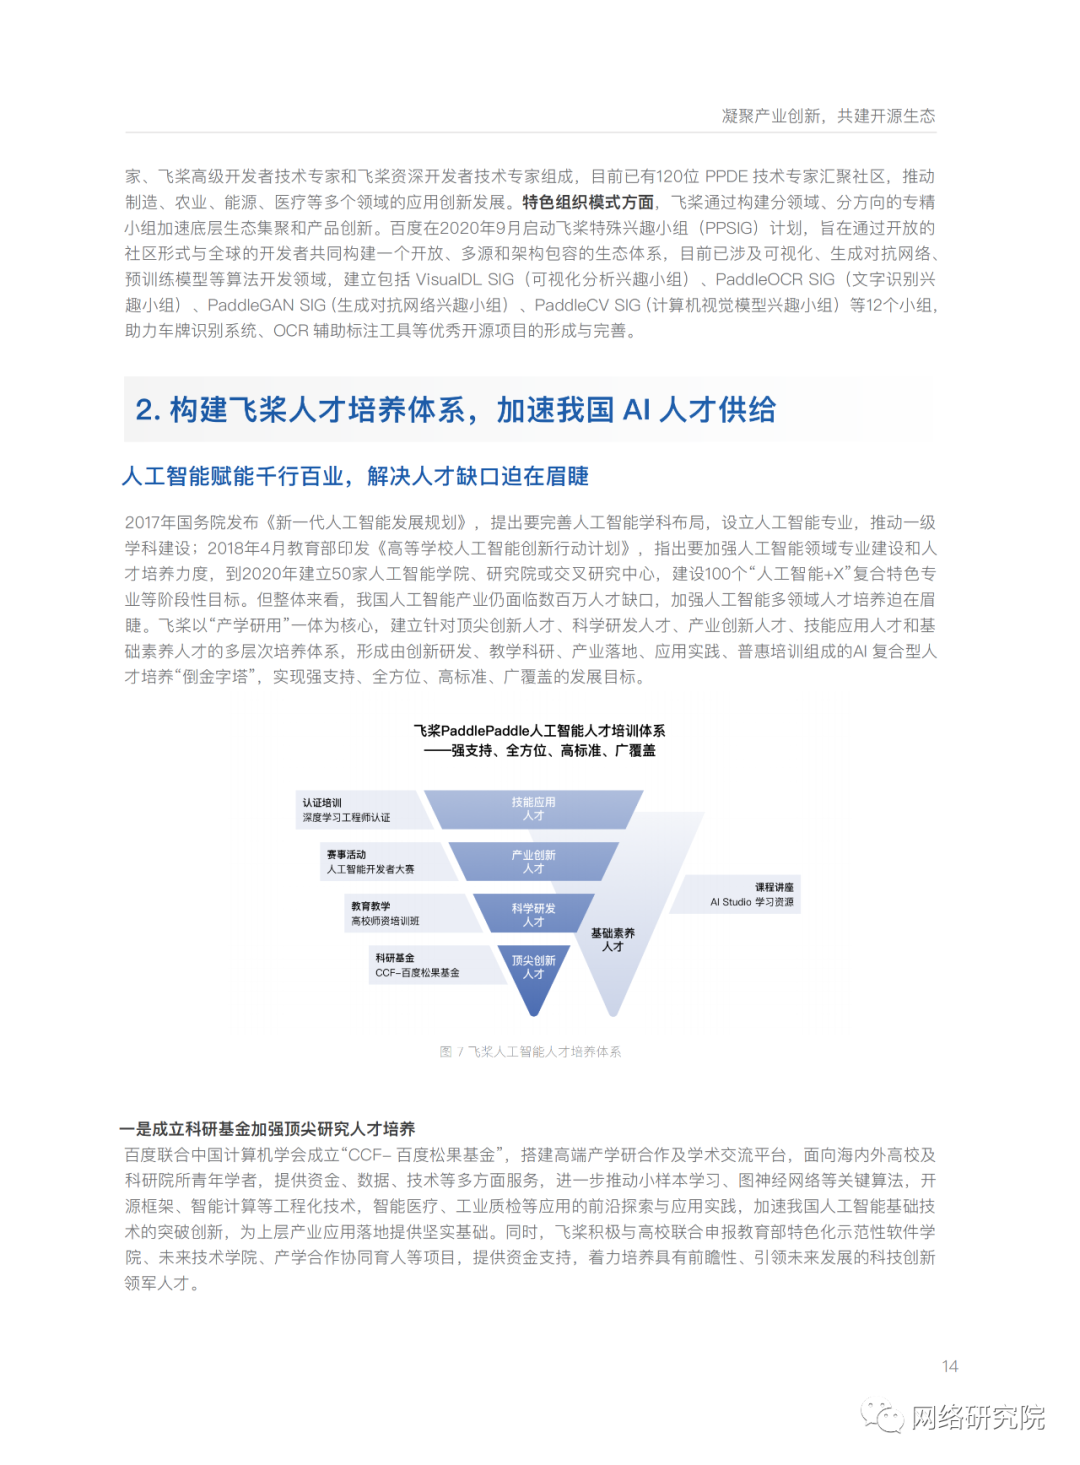 凝聚产业创新，共建开源生态
家、飞桨高级开发者技术专家和飞桨资深开发者技术专家组成，目前已有120位 PPDE 技术专家汇聚社区，推动
制造、农业、能源、医疗等多个领域的应用创新发展。特色组织模式方面，飞桨通过构建分领域、分方向的专精
小组加速底层生态集聚和产品创新。百度在2020年9月启动飞桨特殊兴趣小组（PPSIG）计划，旨在通过开放的
社区形式与全球的开发者共同构建一个开放、多源和架构包容的生态体系，目前已涉及可视化、生成对抗网络、
预训练模型等算法开发领域，建立包括 VisualDL SIG（可视化分析兴趣小组）、PaddleOCR SIG（文字识别兴
趣小组）、PaddleGAN SIG（生成对抗网络兴趣小组）、PaddleCV SIG（计算机视觉模型兴趣小组）等12个小组，
助力车牌识别系统、OCR 辅助标注工具等优秀开源项目的形成与完善。
2. 构建飞桨人才培养体系，加速我国 AI 人才供给
人工智能赋能千行百业，解决人才缺口迫在眉睫
2017年国务院发布《新一代人工智能发展规划》，提出要完善人工智能学科布局，设立人工智能专业，推动一级
学科建设；2018年4月教育部印发《高等学校人工智能创新行动计划》，指出要加强人工智能领域专业建设和人
才培养力度，到2020年建立50家人工智能学院、研究院或交叉研究中心，建设100个“人工智能+X”复合特色专
业等阶段性目标。但整体来看，我国人工智能产业仍面临数百万人才缺口，加强人工智能多领域人才培养迫在眉
睫。飞桨以“产学研用”一体为核心，建立针对顶尖创新人才、科学研发人才、产业创新人才、技能应用人才和基
础素养人才的多层次培养体系，形成由创新研发、教学科研、产业落地、应用实践、普惠培训组成的AI 复合型人
才培养“倒金字塔”，实现强支持、全方位、高标准、广覆盖的发展目标。
飞桨PaddlePaddle人工智能人才培训体系
——强支持、全方位、高标准、广覆盖
认证培训
深度学习工程师认证
技能应用
人才
赛事活动
人工智能开发者大赛
产业创新
人才
教育教学
高校师资培训班
科学研发
人才
科研基金
CCF-百度松果基金
顶尖创新
人才
基础素养
人才
课程讲座
AI Studio 学习资源
图 7 飞桨人工智能人才培养体系
一是成立科研基金加强顶尖研究人才培养
百度联合中国计算机学会成立“CCF- 百度松果基金”，搭建高端产学研合作及学术交流平台，面向海内外高校及
科研院所青年学者，提供资金、数据、技术等多方面服务，进一步推动小样本学习、图神经网络等关键算法，开
源框架、智能计算等工程化技术，智能医疗、工业质检等应用的前沿探索与应用实践，加速我国人工智能基础技
术的突破创新，为上层产业应用落地提供坚实基础。同时，飞桨积极与高校联合申报教育部特色化示范性软件学
院、未来技术学院、产学合作协同育人等项目，提供资金支持，着力培养具有前瞻性、引领未来发展的科技创新
领军人才。
14
网络研究院